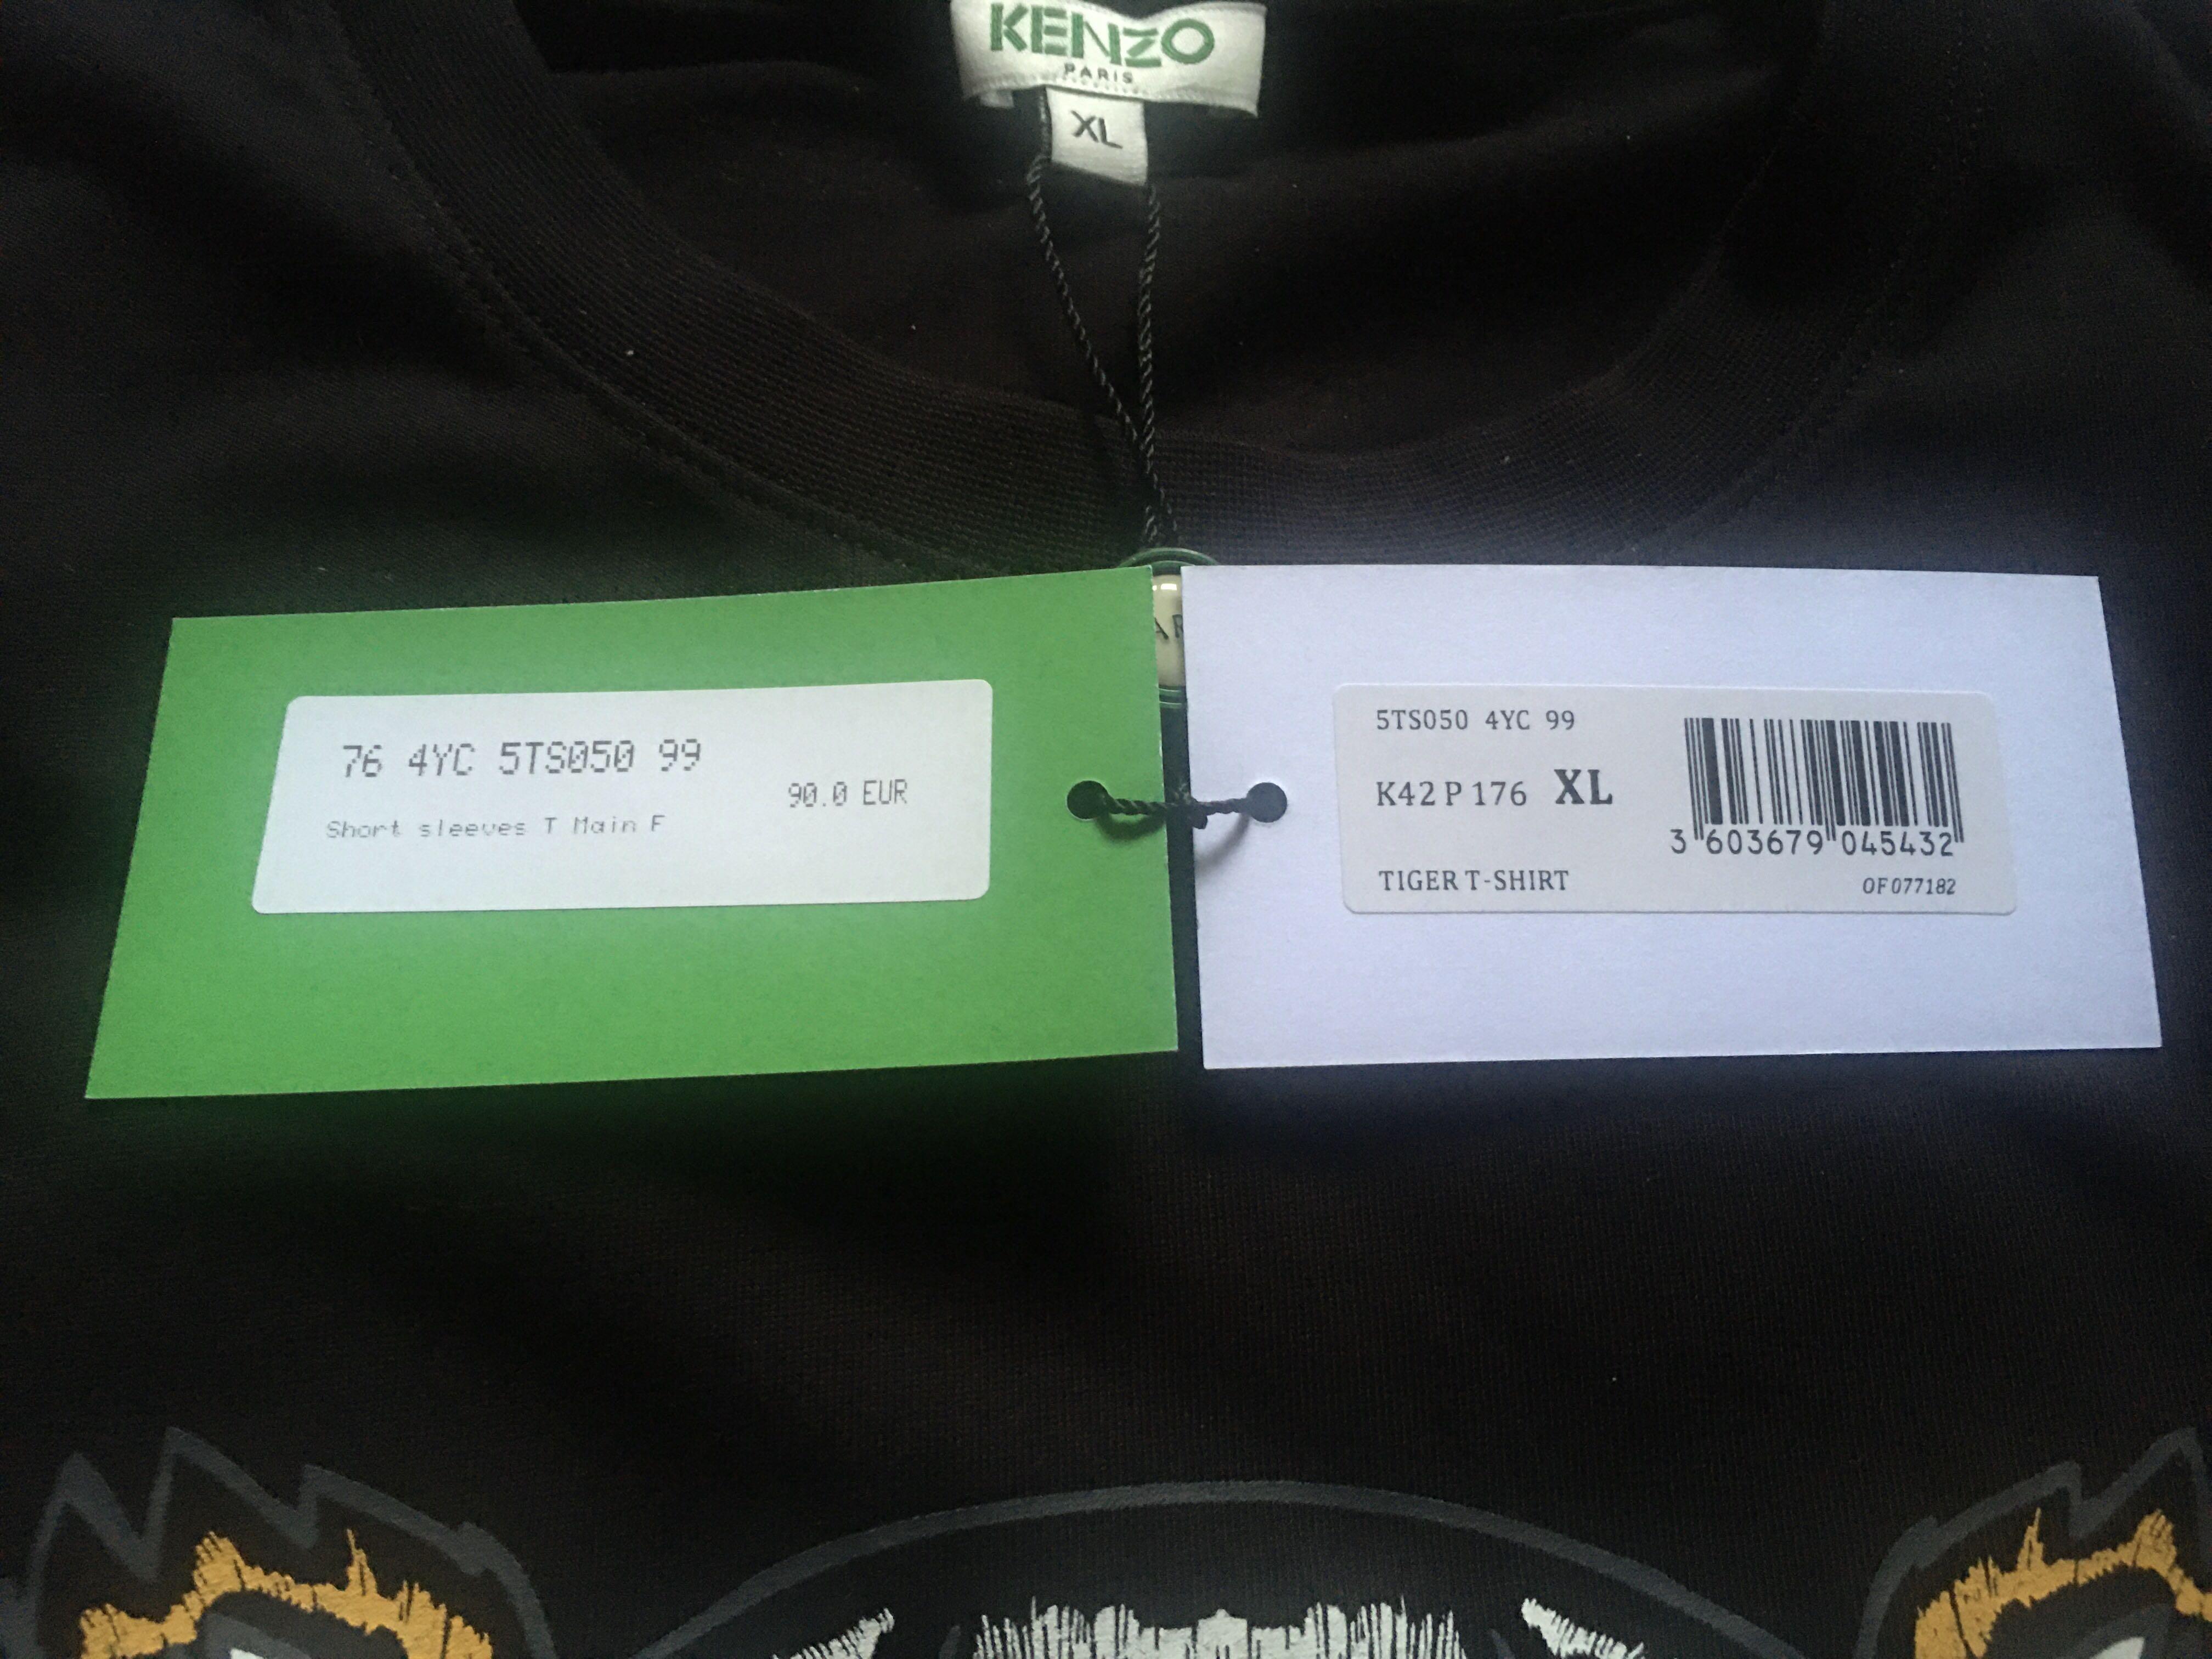 KENZO
PARIS
XL
AR
76 4YC 5TS050 99
90.0 EUR
Short sleeves T Main F
5TS050 4YC 99
K42 P 176 XL
3 603679 045432
TIGER T-SHIRT
OF077182